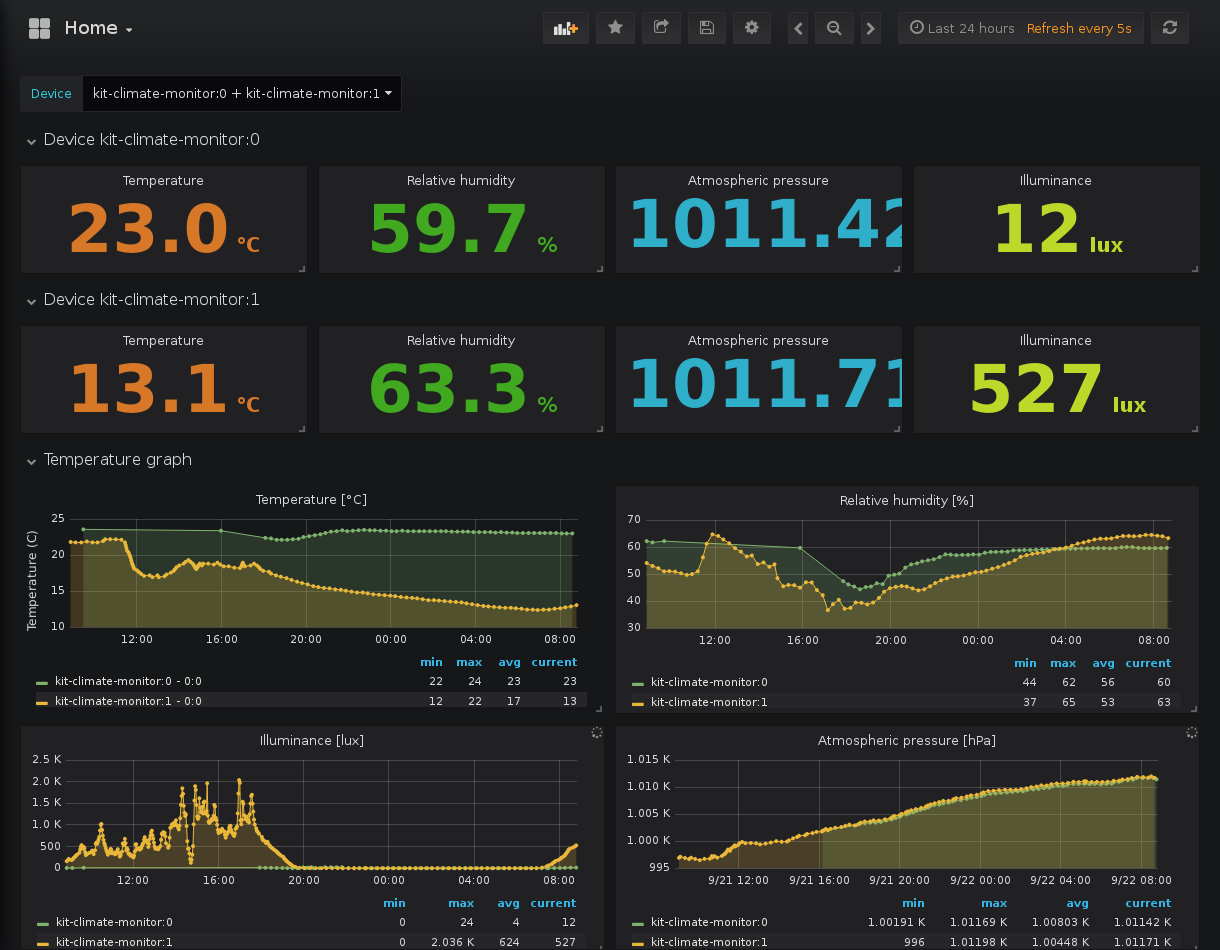 Home
Last 24 hours Refresh every 5s
Device kit-climate-monitor:0 + kit-climate-monitor:1
Device kit-climate-monitor:0
Temperature Relative humidity Atmospheric pressure Illuminance
23.0 °C 59.7 % 1011.42 12 lux
Device kit-climate-monitor:1
Temperature Relative humidity Atmospheric pressure Illuminance
13.1 °C 63.3 % 1011.71 527 lux
Temperature graph
Temperature [°C]
Temperature (C)
25
20
15
10
12:00 16:00 20:00 00:00 04:00 08:00
min max avg current
kit-climate-monitor:0 - 0:0 22 24 23 23
kit-climate-monitor:1 - 0:0 12 22 17 13
Relative humidity [%]
70
60
50
40
30
12:00 16:00 20:00 00:00 04:00 08:00
min max avg current
kit-climate-monitor:0 44 62 56 60
kit-climate-monitor:1 37 65 53 63
Illuminance [lux]
2.5 K
2.0 K
1.5 K
1.0 K
500
0
12:00 16:00 20:00 00:00 04:00 08:00
min max avg current
kit-climate-monitor:0 0 24 4 12
kit-climate-monitor:1 0 2.036 K 624 527
Atmospheric pressure [hPa]
1.015 K
1.010 K
1.005 K
1.000 K
995
9/21 12:00 9/21 16:00 9/21 20:00 9/22 00:00 9/22 04:00 9/22 08:00
min max avg current
kit-climate-monitor:0 1.00191 K 1.01169 K 1.00803 K 1.01142 K
kit-climate-monitor:1 996 1.01198 K 1.00448 K 1.01171 K